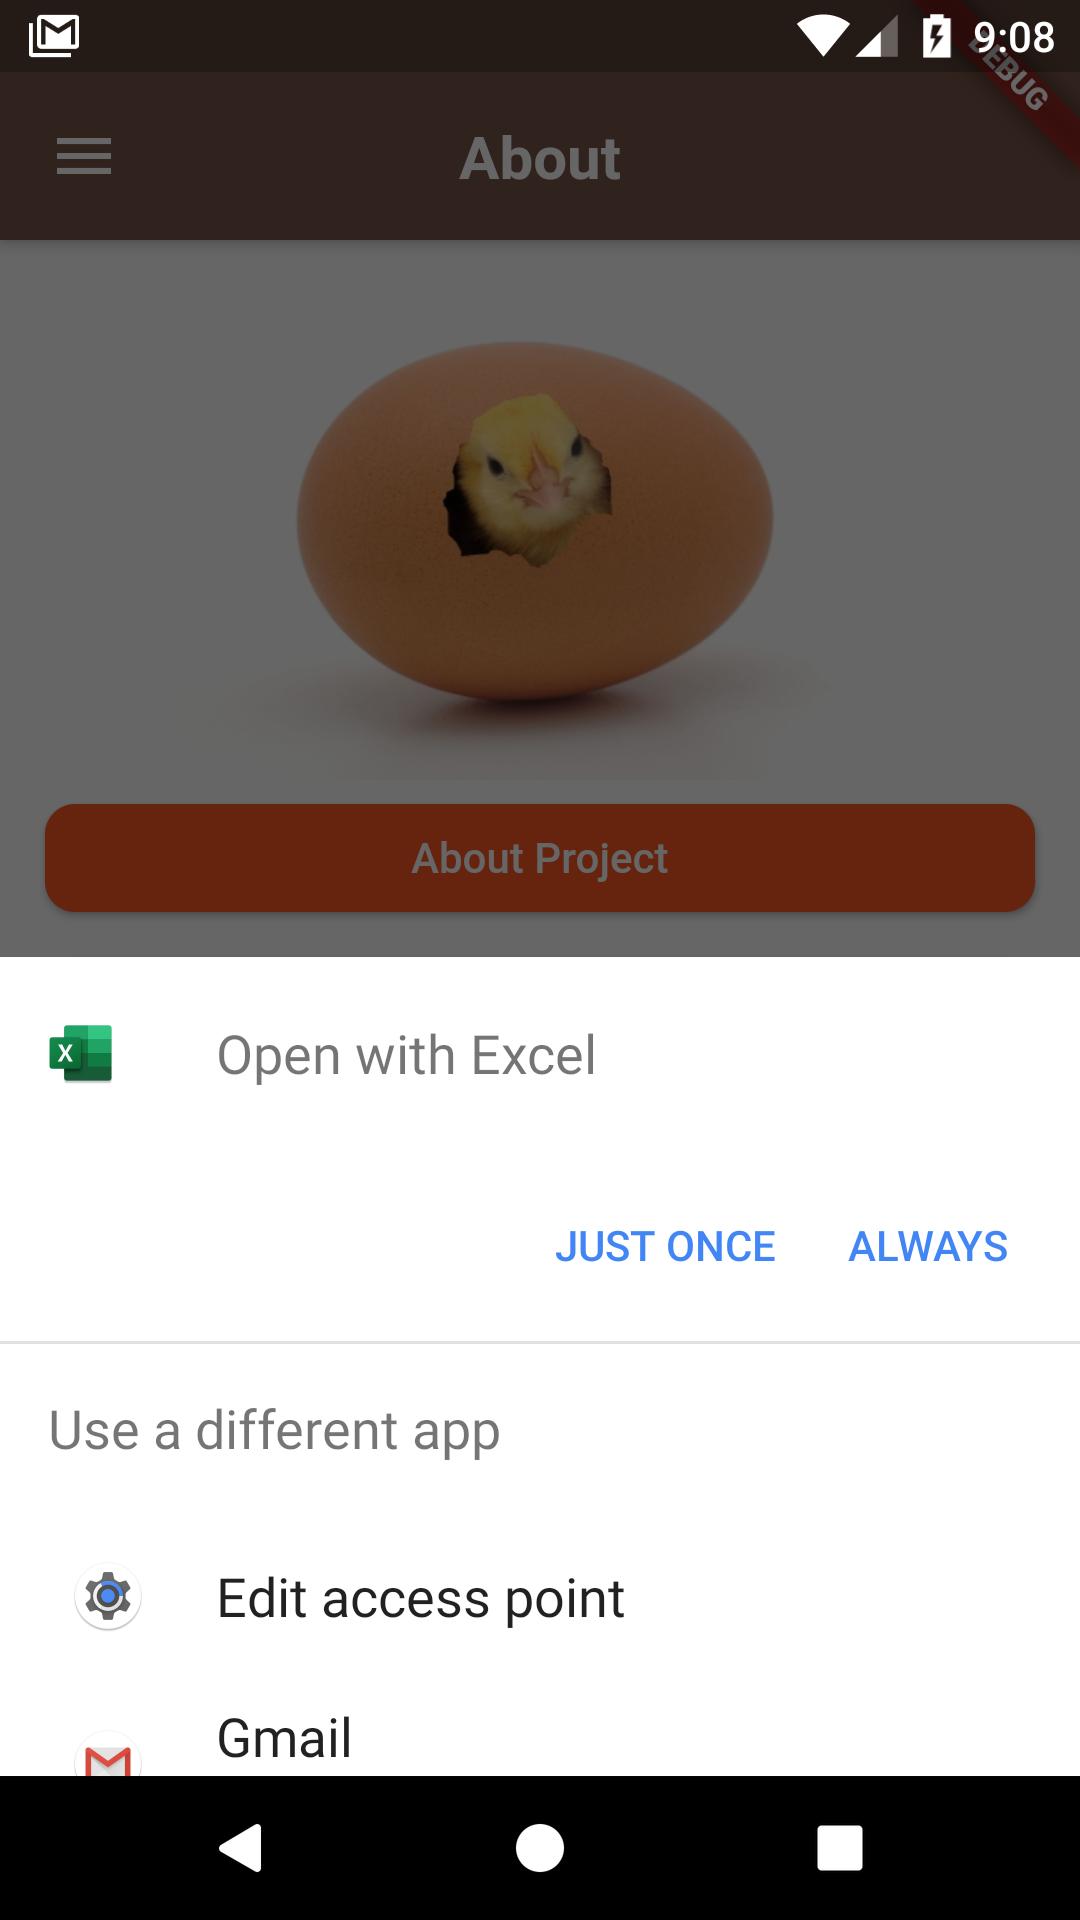 9:08
DEBUG
About
About Project
X
Open with Excel
JUST ONCE
ALWAYS
Use a different app
Edit access point
Gmail